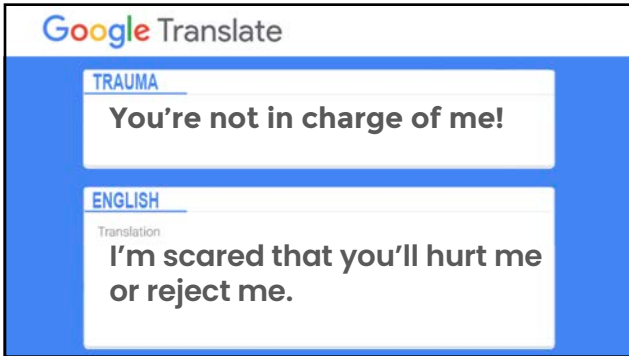 Google Translate
TRAUMA
You’re not in charge of me!
ENGLISH
Translation
I’m scared that you’ll hurt me
or reject me.